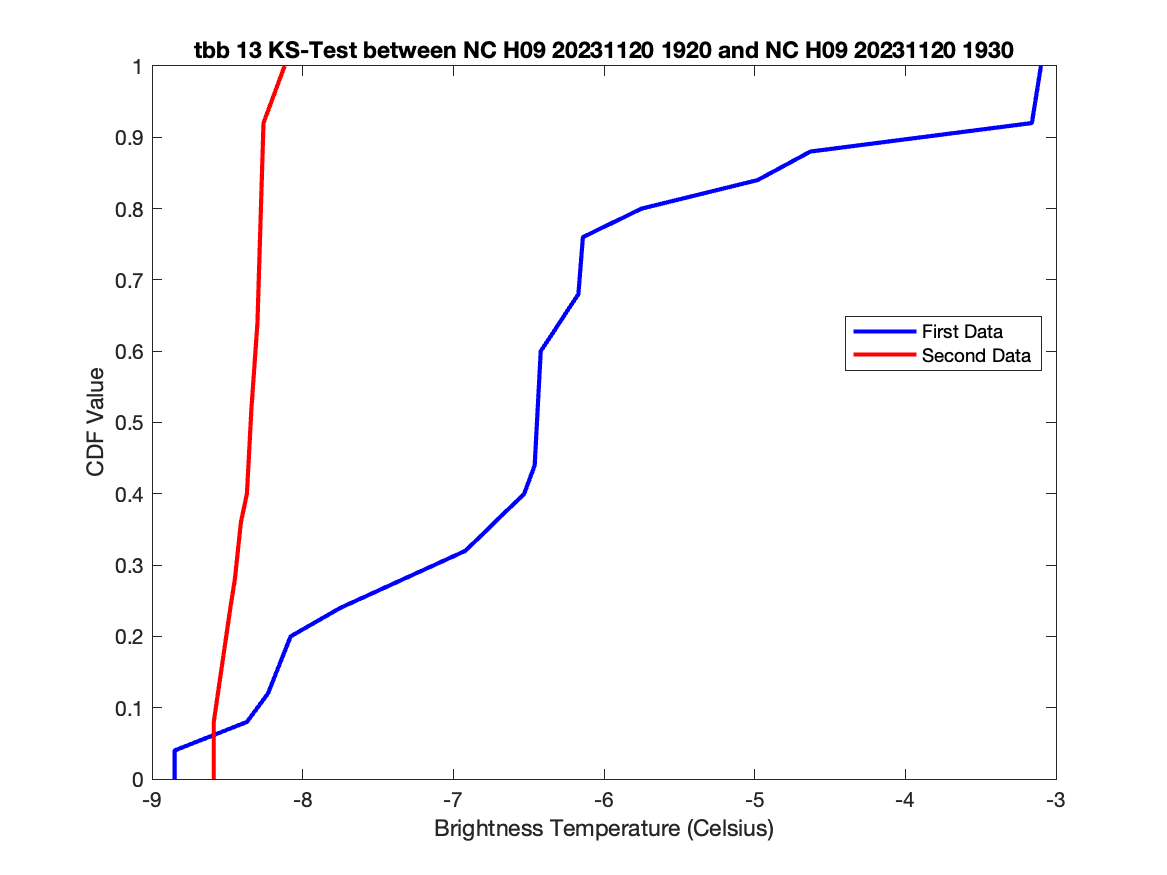 tbb 13 KS-Test between NC H09 20231120 1920 and NC H09 20231120 1930
1
0.9
0.8
0.7
0.6
0.5
0.4
0.3
0.2
0.1
0
CDF Value
First Data
Second Data
-9 -8 -7 -6 -5 -4 -3
Brightness Temperature (Celsius)